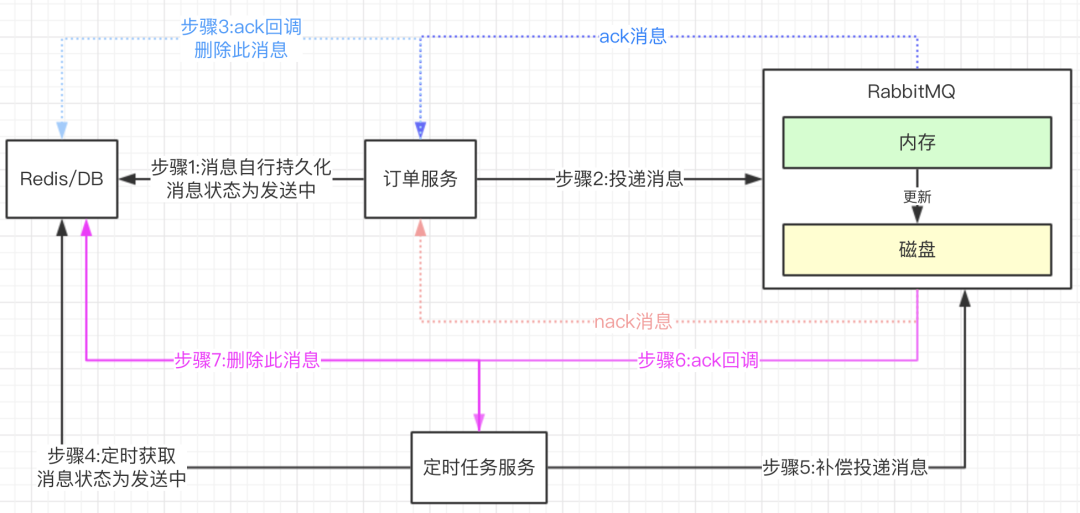 步骤3:ack回调
删除此消息
ack消息
RabbitMQ
内存
更新
磁盘
Redis/DB
步骤1:消息自行持久化
消息状态为发送中
订单服务
步骤2:投递消息
nack消息
步骤7:删除此消息
步骤6:ack回调
步骤4:定时获取
消息状态为发送中
定时任务服务
步骤5:补偿投递消息